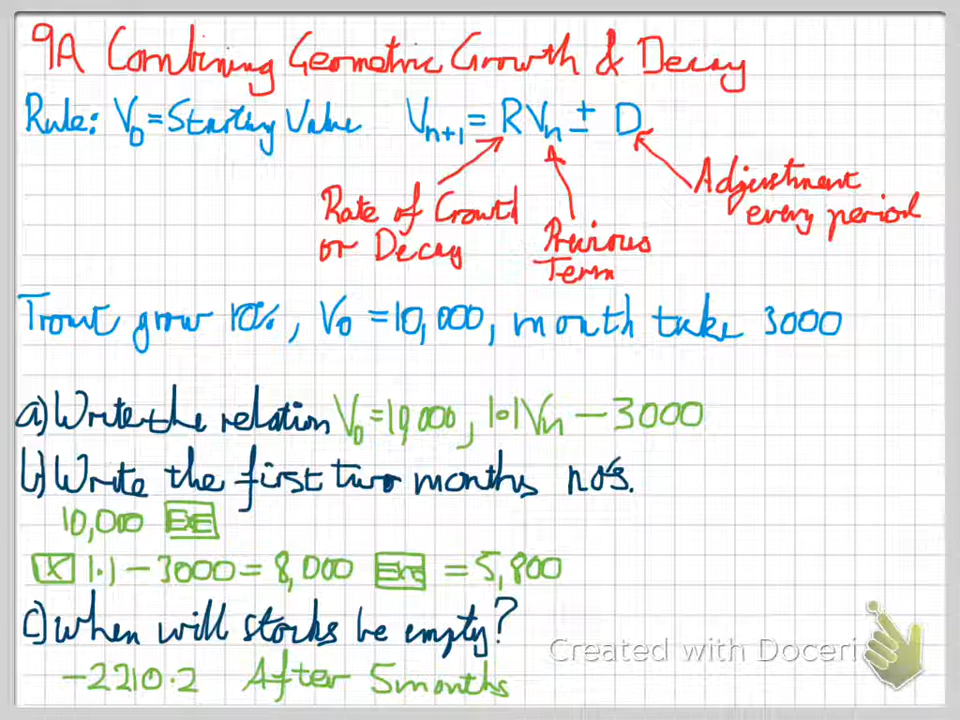 9A Combining Geometric Growth & Decay
Rule: V₀ = Starting Value Vₙ₊₁ = RVₙ ± D
Rate of Growth
or Decay
Previous
Term
Adjustment
every period
Trout grow 10%, V₀ = 10,000, month take 3000
a) Write the relation V₀ = 10,000, 1.1Vₙ - 3000
b) Write the first two months no's.
10,000 EXE
X 1.1 - 3000 = 8,000 EXE = 5,800
c) When will stocks be empty?
-2210.2 After 5 months
Created with Doceri